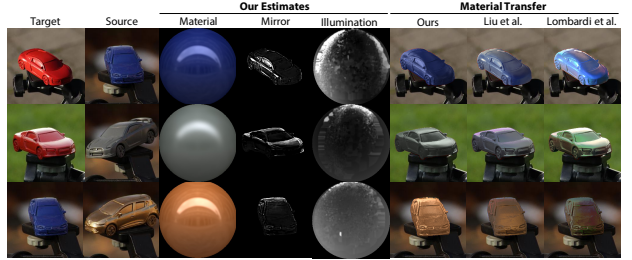 Our Estimates
Material Transfer
Target
Source
Material
Mirror
Illumination
Ours
Liu et al.
Lombardi et al.